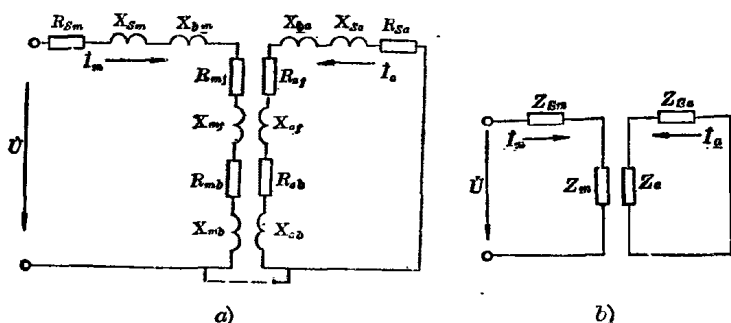 R_Sm X_Sm X_bm X_ba X_Sa R_Sa
İ_m İ_a
R_mf R_af
X_mf X_af
U̇
R_mb R_ab
X_mb X_ab
a)
Z_Sm Z_Sa
İ_m İ_a
U̇ Z_m Z_a
b)